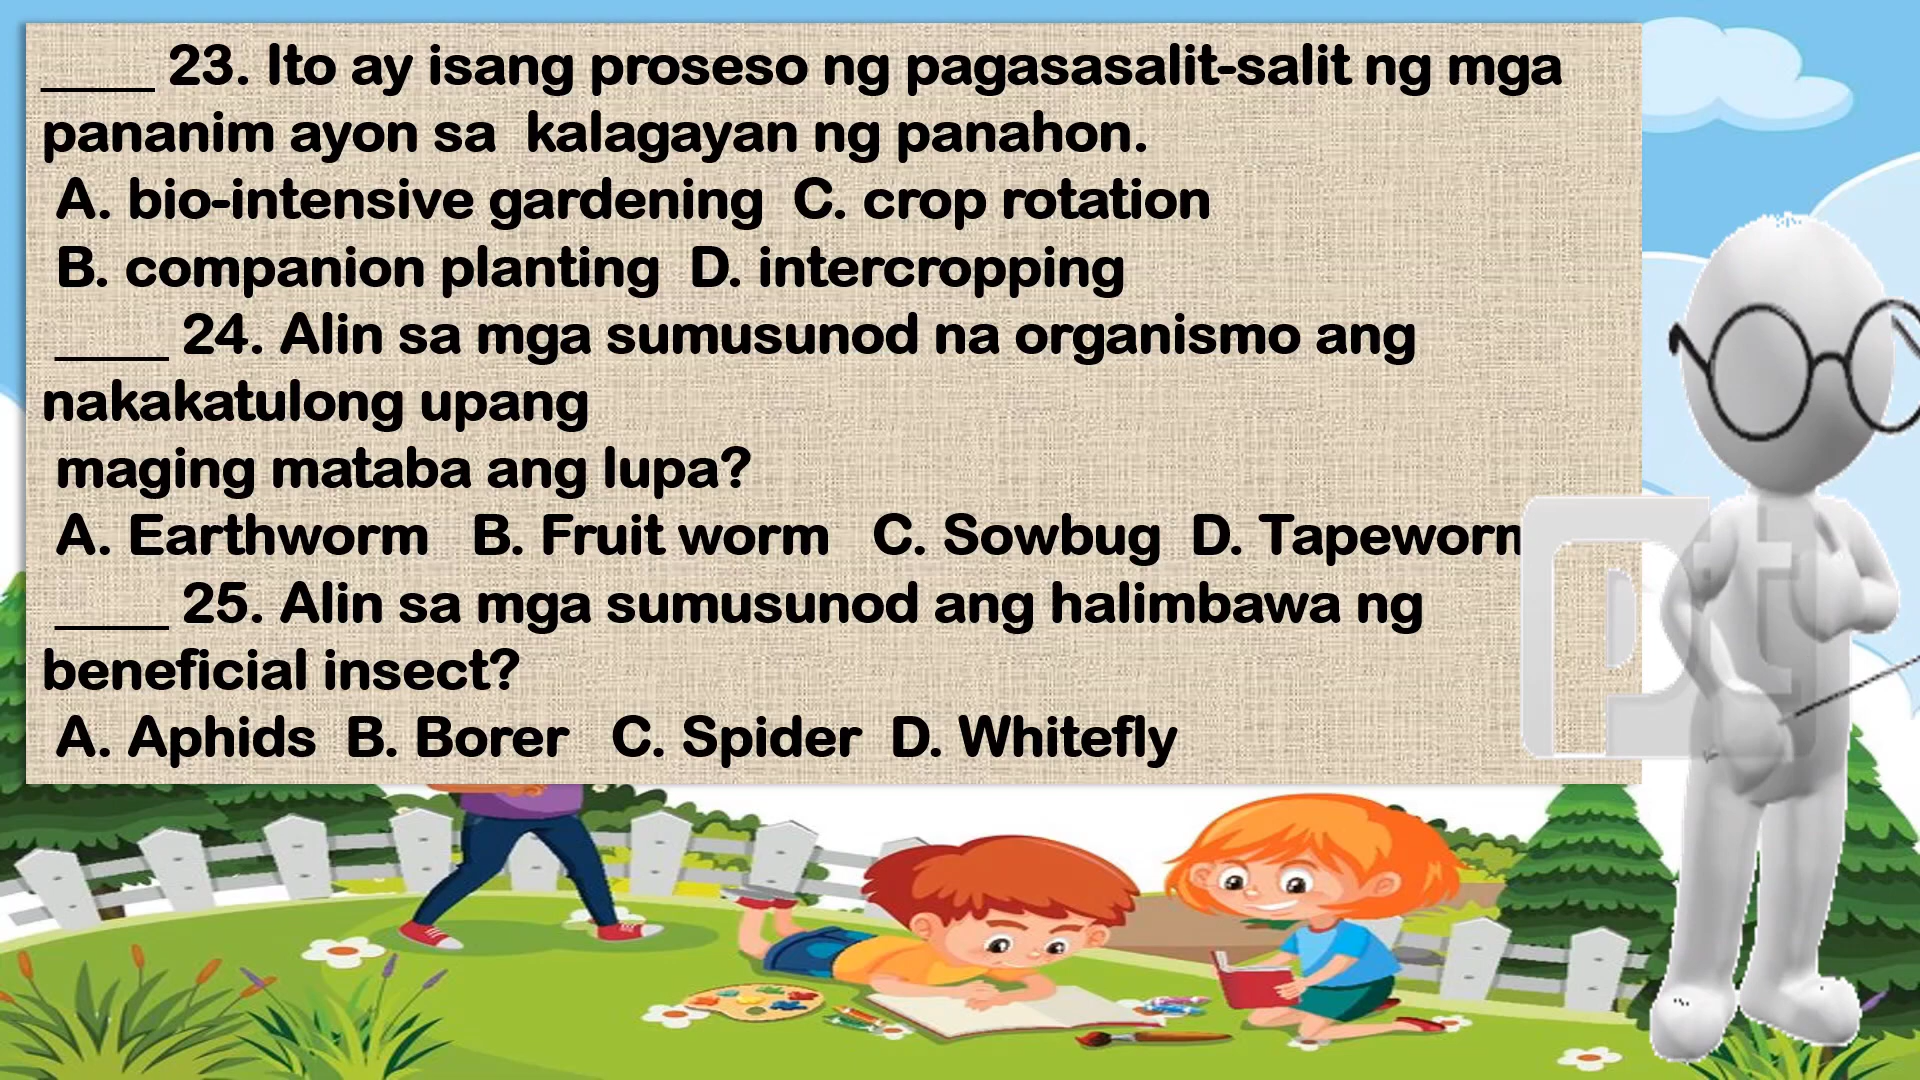 ____ 23. Ito ay isang proseso ng pagasasalit-salit ng mga
pananim ayon sa kalagayan ng panahon.
A. bio-intensive gardening C. crop rotation
B. companion planting D. intercropping
____ 24. Alin sa mga sumusunod na organismo ang
nakakatulong upang
maging mataba ang lupa?
A. Earthworm B. Fruit worm C. Sowbug D. Tapeworm
____ 25. Alin sa mga sumusunod ang halimbawa ng
beneficial insect?
A. Aphids B. Borer C. Spider D. Whitefly